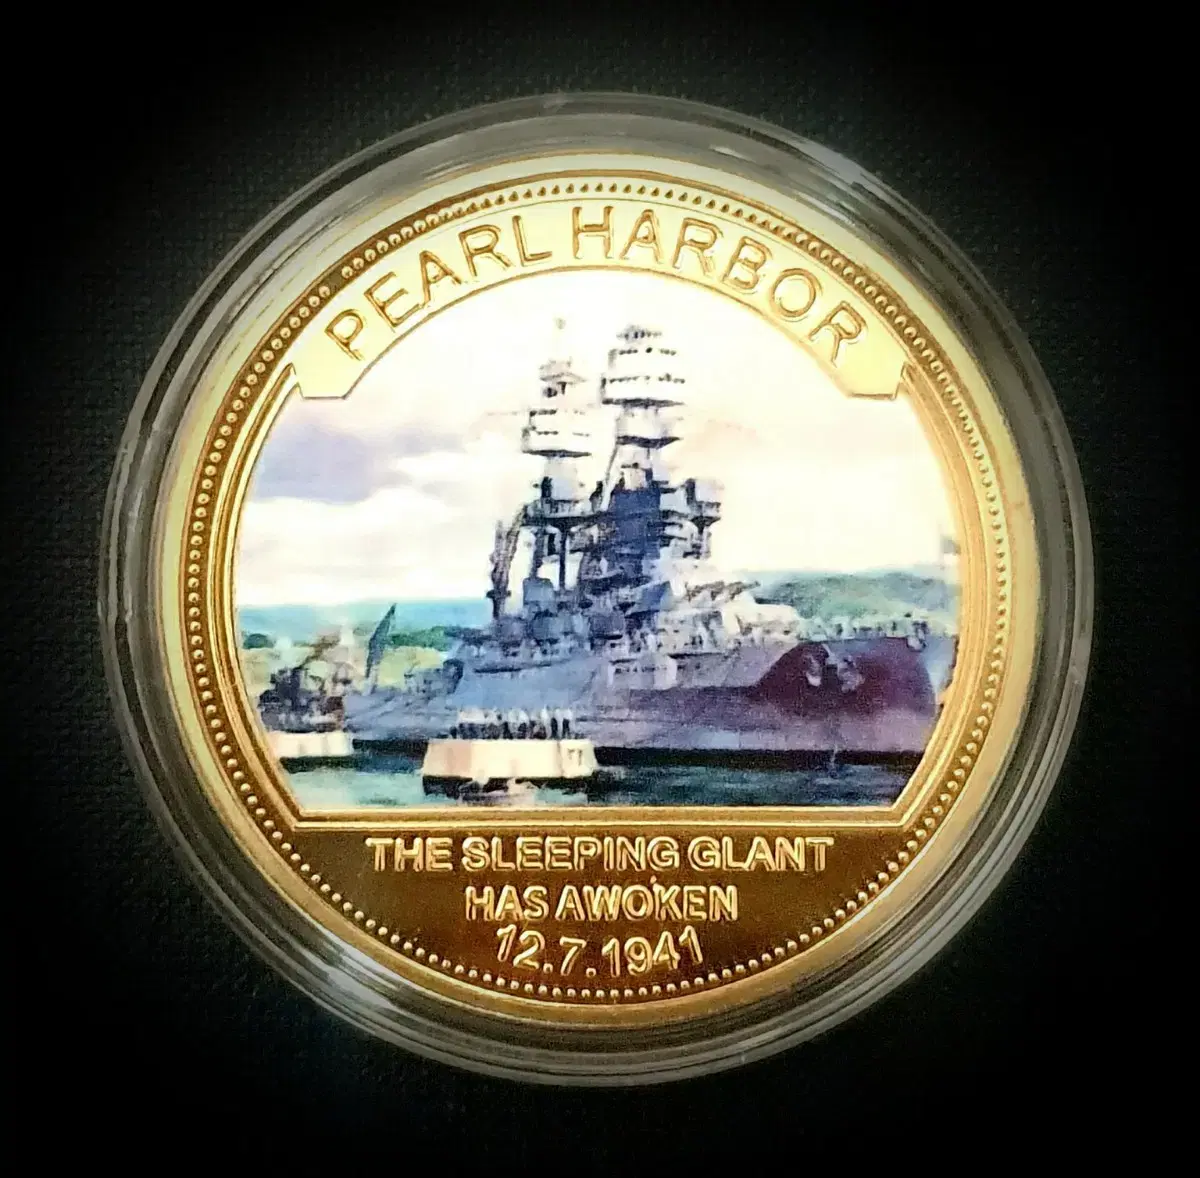 PEARL HARBOR
THE SLEEPING GLANT
HAS AWOKEN
12.7.1941